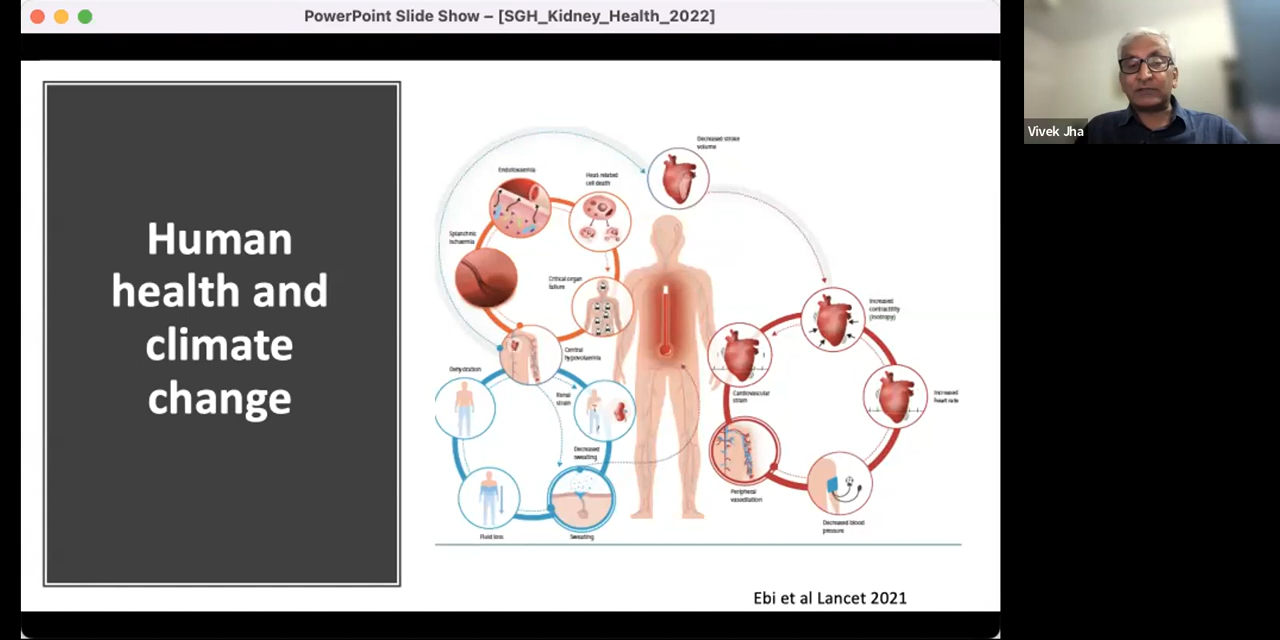 PowerPoint Slide Show – [SGH_Kidney_Health_2022]
Vivek Jha
Human
health and
climate
change
Decreased stroke
volume
Endotoxaemia
Heat-related
cell death
Splanchnic
ischaemia
Critical organ
failure
Increased
contractility
(inotropy)
Central
hypovolaemia
Dehydration
Renal
strain
Cardiovascular
strain
Increased
heart rate
Decreased
sweating
Peripheral
vasodilation
Decreased blood
pressure
Fluid loss
Sweating
Ebi et al Lancet 2021